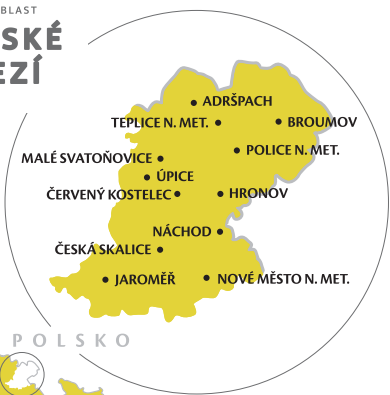 BLAST
SKÉ
EZÍ
ADRŠPACH
TEPLICE N. MET.
BROUMOV
POLICE N. MET.
MALÉ SVATOŇOVICE
ÚPICE
ČERVENÝ KOSTELEC
HRONOV
NÁCHOD
ČESKÁ SKALICE
JAROMĚŘ
NOVÉ MĚSTO N. MET.
POLSKO